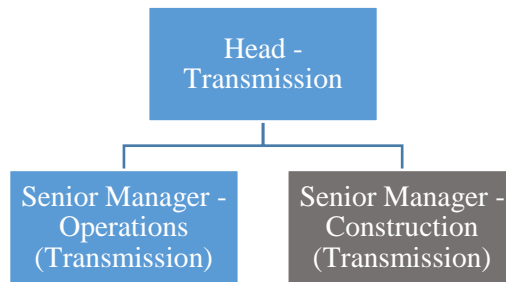 Head -
Transmission
Senior Manager -
Operations
(Transmission)
Senior Manager -
Construction
(Transmission)